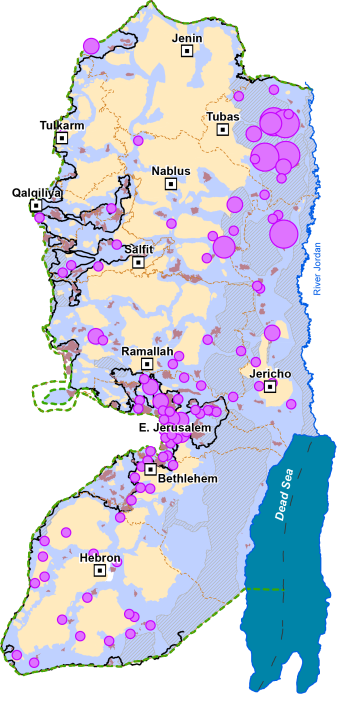 Jenin
Tubas
Tulkarm
Nablus
Qalqiliya
Salfit
River Jordan
Ramallah
Jericho
E. Jerusalem
Bethlehem
Dead Sea
Hebron